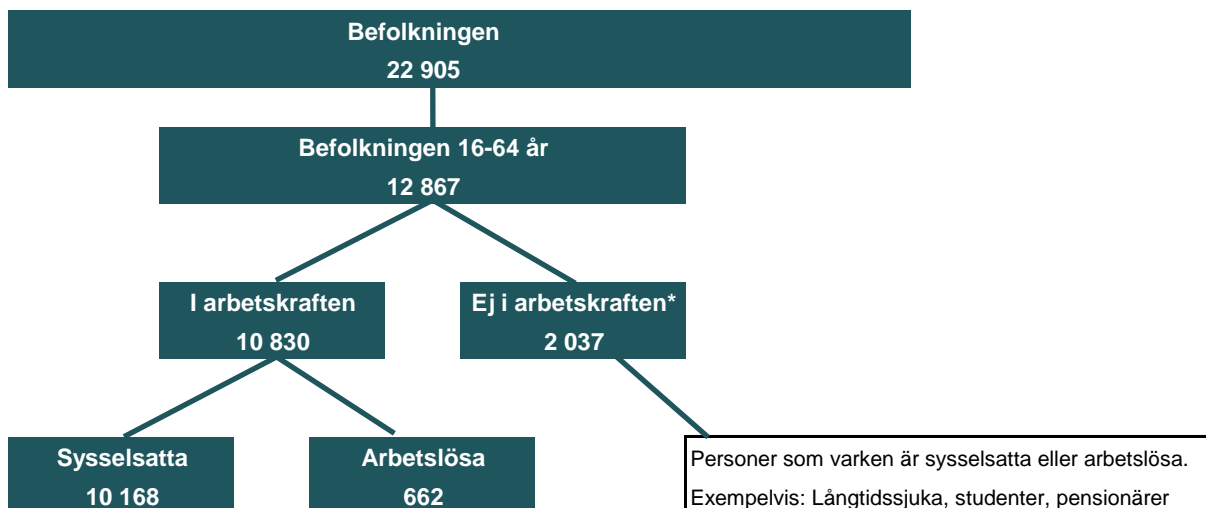 Befolkningen
22 905
Befolkningen 16-64 år
12 867
I arbetskraften
10 830
Ej i arbetskraften*
2 037
Sysselsatta
10 168
Arbetslösa
662
Personer som varken är sysselsatta eller arbetslösa.
Exempelvis: Långtidssjuka, studenter, pensionärer